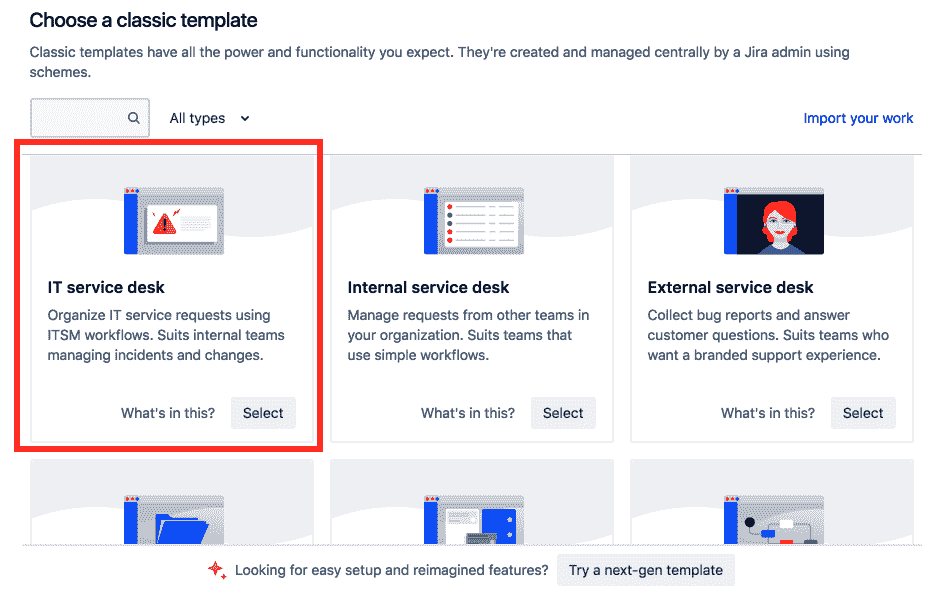 Choose a classic template
Classic templates have all the power and functionality you expect. They're created and managed centrally by a Jira admin using
schemes.
All types
Import your work
IT service desk
Organize IT service requests using
ITSM workflows. Suits internal teams
managing incidents and changes.
What's in this?
Select
Internal service desk
Manage requests from other teams in
your organization. Suits teams that
use simple workflows.
What's in this?
Select
External service desk
Collect bug reports and answer
customer questions. Suits teams who
want a branded support experience.
What's in this?
Select
Looking for easy setup and reimagined features?
Try a next-gen template